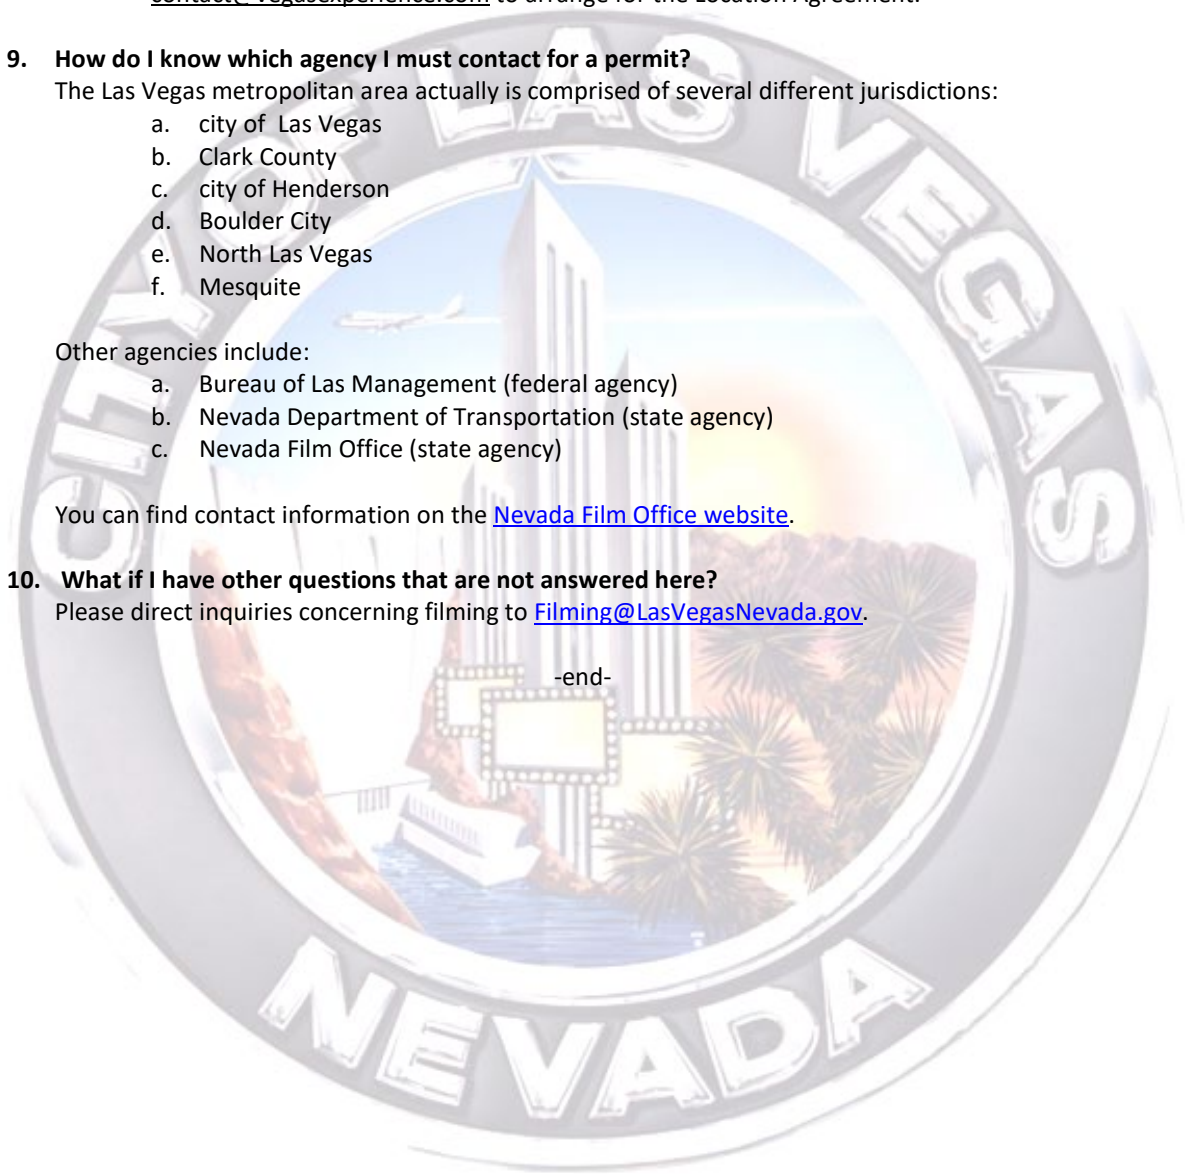 contact@vegasexperience.com to arrange for the Location Agreement.
9. How do I know which agency I must contact for a permit?
The Las Vegas metropolitan area actually is comprised of several different jurisdictions:
a. city of Las Vegas
b. Clark County
c. city of Henderson
d. Boulder City
e. North Las Vegas
f. Mesquite
Other agencies include:
a. Bureau of Las Management (federal agency)
b. Nevada Department of Transportation (state agency)
c. Nevada Film Office (state agency)
You can find contact information on the Nevada Film Office website.
10. What if I have other questions that are not answered here?
Please direct inquiries concerning filming to Filming@LasVegasNevada.gov.
-end-
CITY OF LAS VEGAS
NEVADA